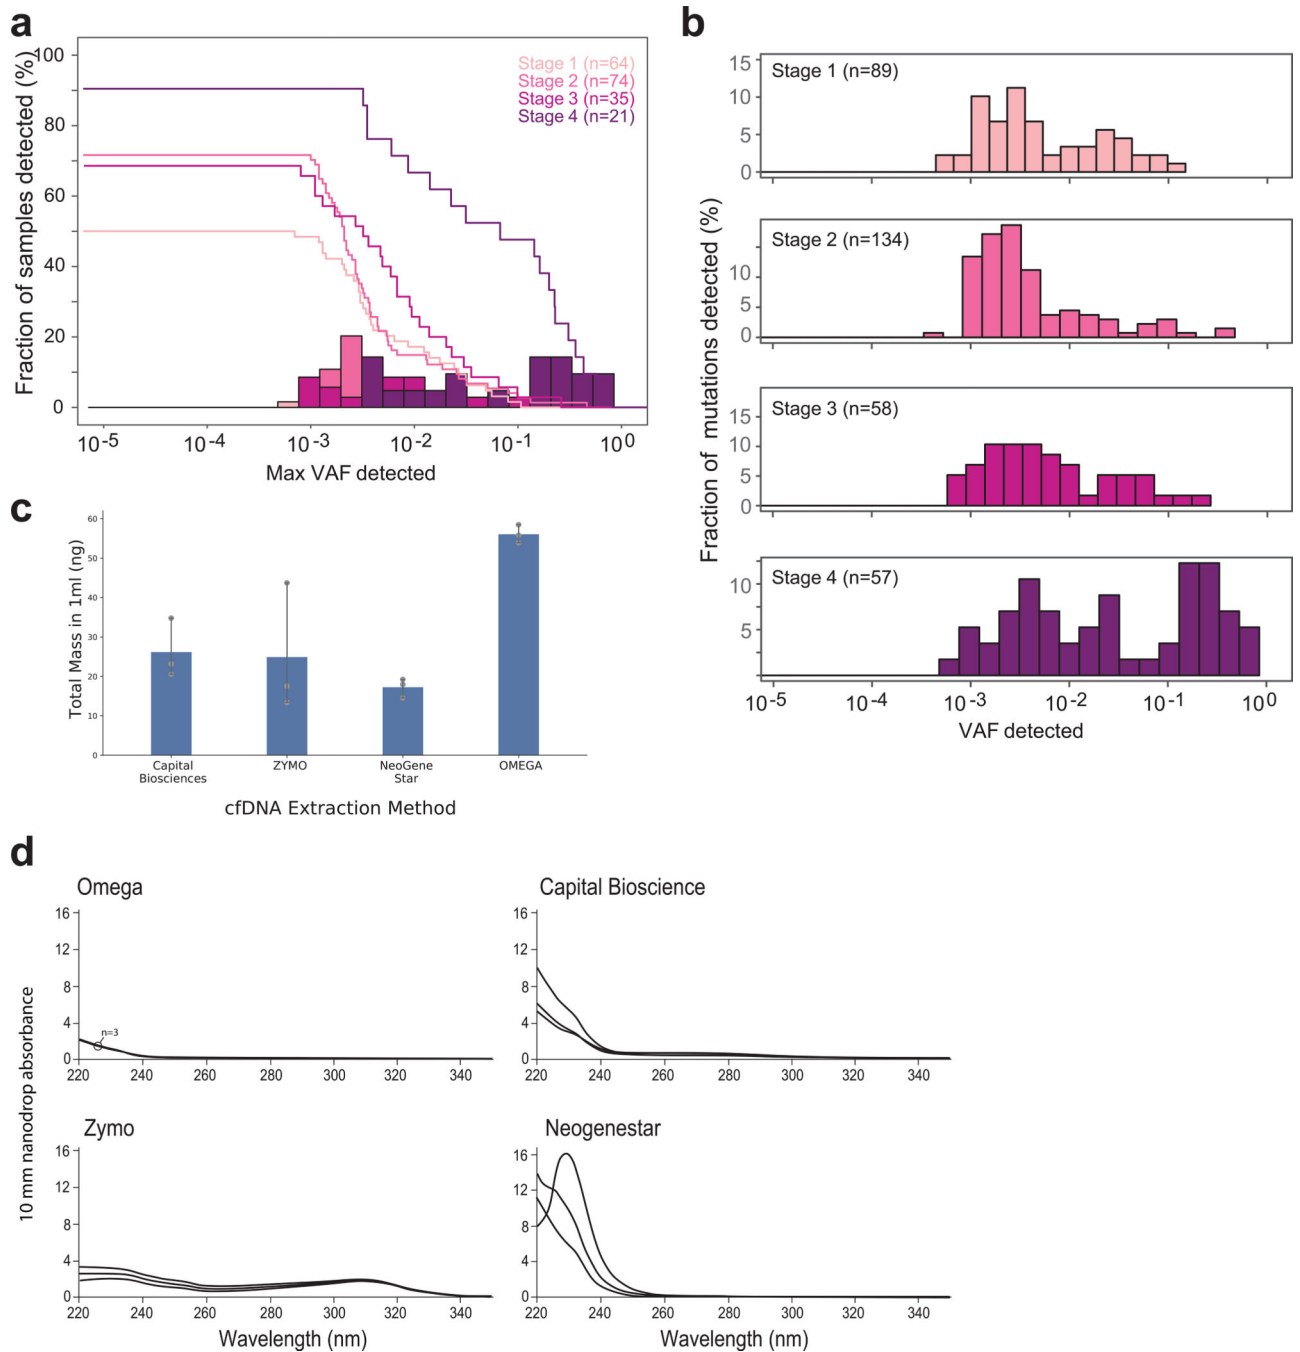 a
Fraction of samples detected (%)
100
80
60
40
20
0
Stage 1 (n=64)
Stage 2 (n=74)
Stage 3 (n=35)
Stage 4 (n=21)
10-5
10-4
10-3
10-2
10-1
100
Max VAF detected
b
Fraction of mutations detected (%)
Stage 1 (n=89)
15
10
5
0
Stage 2 (n=134)
10
5
0
Stage 3 (n=58)
15
10
5
0
Stage 4 (n=57)
10
5
10-5
10-4
10-3
10-2
10-1
100
VAF detected
c
Total Mass in 1ml (ng)
60
50
40
30
20
10
0
Capital
Biosciences
ZYMO
NeoGene
Star
OMEGA
cfDNA Extraction Method
d
10 mm nanodrop absorbance
Omega
16
12
8
4
0
n=3
220
240
260
280
300
320
340
Capital Bioscience
16
12
8
4
0
220
240
260
280
300
320
340
Zymo
16
12
8
4
0
220
240
260
280
300
320
340
Wavelength (nm)
Neogenestar
16
12
8
4
0
220
240
260
280
300
320
340
Wavelength (nm)